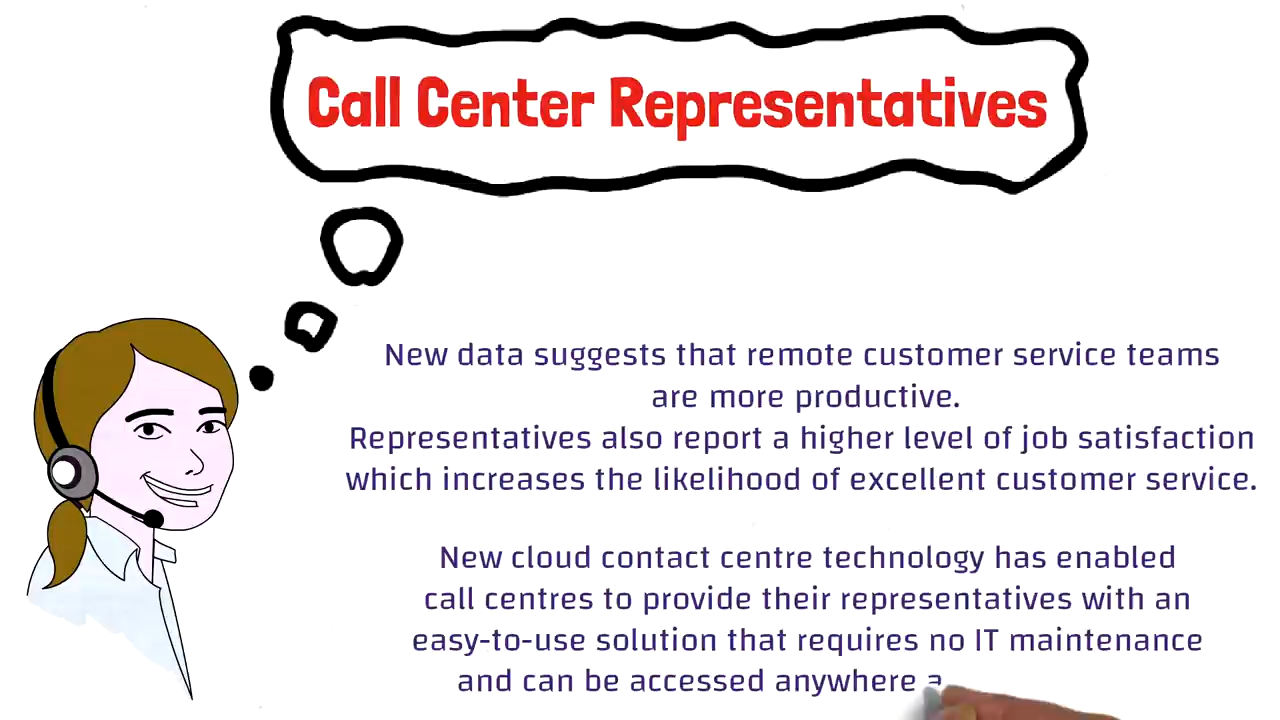 Call Center Representatives
New data suggests that remote customer service teams
are more productive.
Representatives also report a higher level of job satisfaction
which increases the likelihood of excellent customer service.
New cloud contact centre technology has enabled
call centres to provide their representatives with an
easy-to-use solution that requires no IT maintenance
and can be accessed anywhere